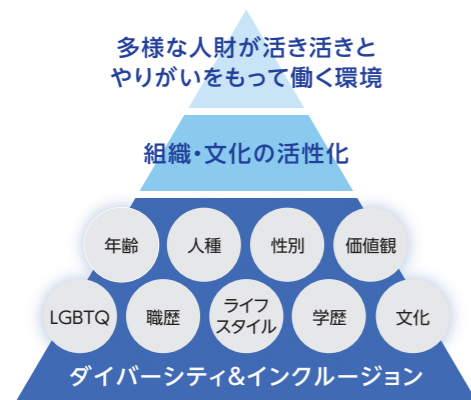 多様な人財が活き活きと
やりがいをもって働く環境
組織・文化の活性化
年齢
人種
性別
価値観
LGBTQ
職歴
ライフ
スタイル
学歴
文化
ダイバーシティ&インクルージョン